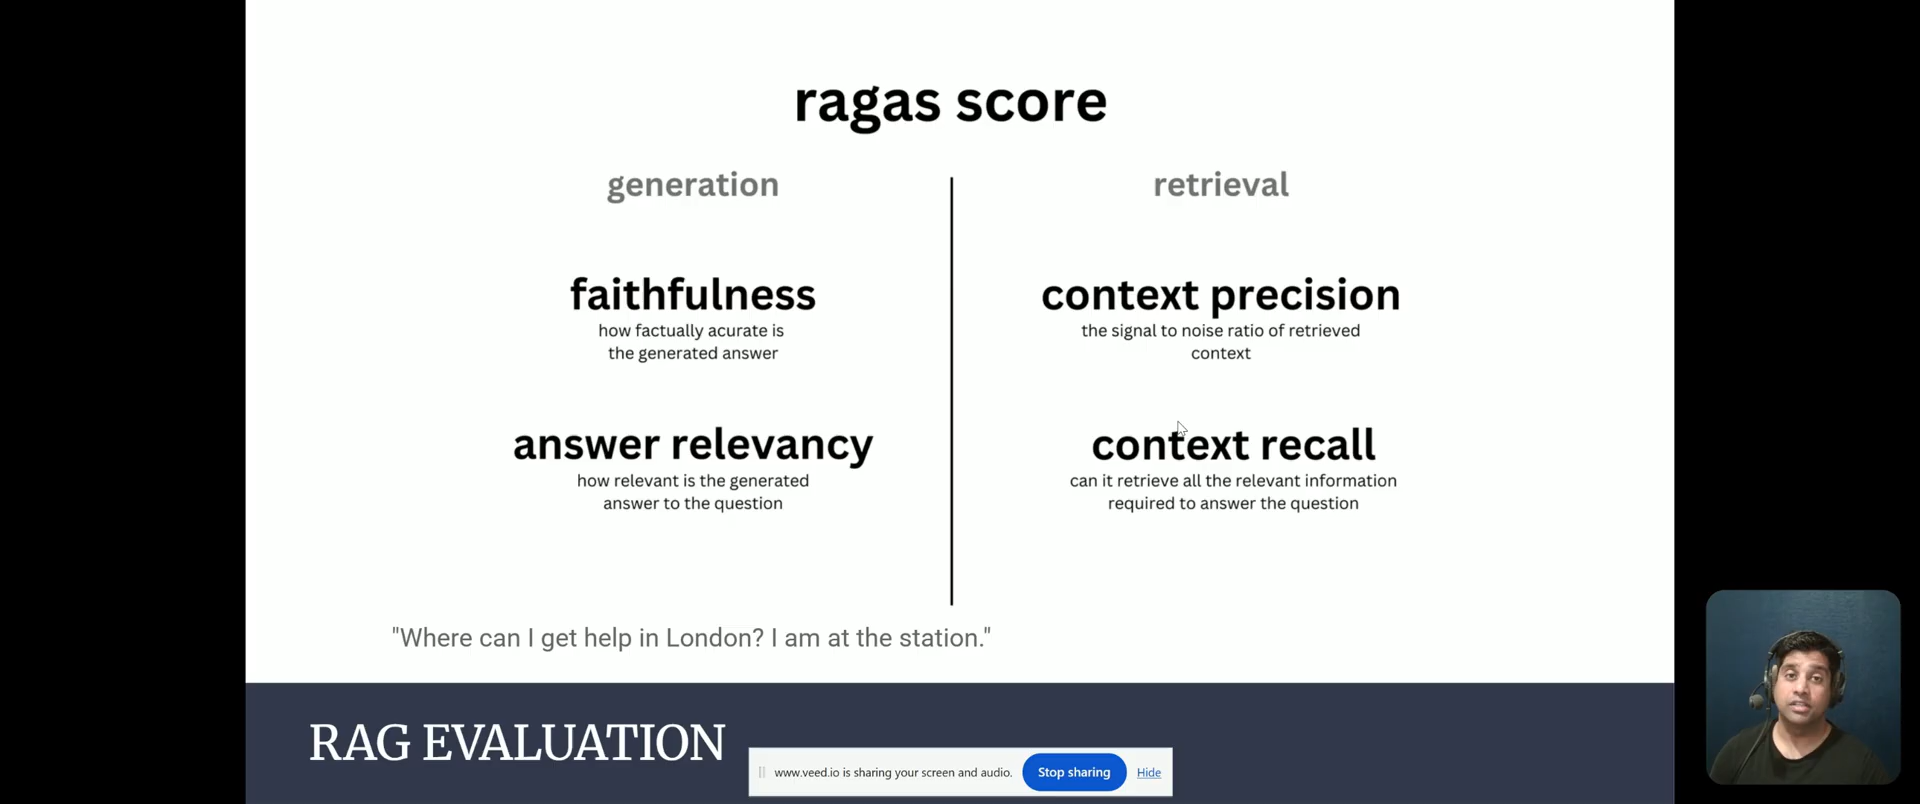 ragas score
generation
faithfulness
how factually acurate is
the generated answer
answer relevancy
how relevant is the generated
answer to the question
retrieval
context precision
the signal to noise ratio of retrieved
context
context recall
can it retrieve all the relevant information
required to answer the question
"Where can I get help in London? I am at the station."
RAG EVALUATION
www.veed.io is sharing your screen and audio.
Stop sharing
Hide